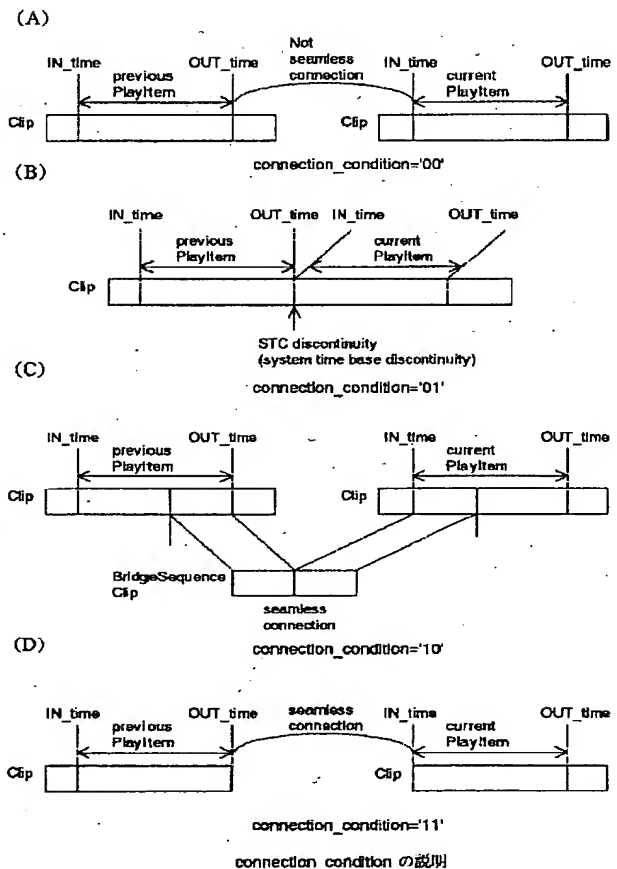 (A)
Not
seamless
connection
IN_time
OUT_time
IN_time
OUT_time
previous
PlayItem
current
PlayItem
Clip
Clip
connection_condition='00'
(B)
IN_time
OUT_time
IN_time
OUT_time
previous
PlayItem
current
PlayItem
Clip
STC discontinuity
(system time base discontinuity)
(C)
connection_condition='01'
IN_time
OUT_time
IN_time
OUT_time
previous
PlayItem
current
PlayItem
Clip
Clip
BridgeSequence
Clip
seamless
connection
connection_condition='10'
(D)
seamless
connection
IN_time
OUT_time
IN_time
OUT_time
previous
PlayItem
current
PlayItem
Clip
Clip
connection_condition='11'
connection condition の説明